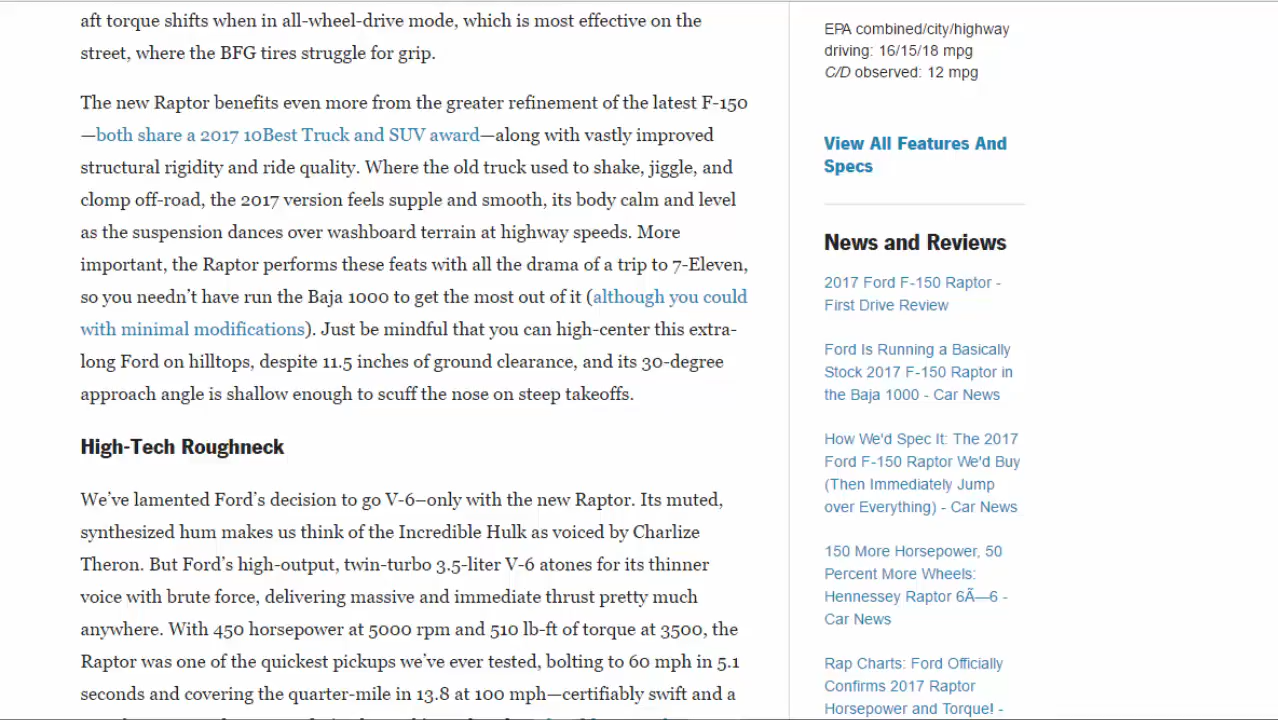 aft torque shifts when in all-wheel-drive mode, which is most effective on the
street, where the BFG tires struggle for grip.
The new Raptor benefits even more from the greater refinement of the latest F-150
—both share a 2017 10Best Truck and SUV award—along with vastly improved
structural rigidity and ride quality. Where the old truck used to shake, jiggle, and
clomp off-road, the 2017 version feels supple and smooth, its body calm and level
as the suspension dances over washboard terrain at highway speeds. More
important, the Raptor performs these feats with all the drama of a trip to 7-Eleven,
so you needn't have run the Baja 1000 to get the most out of it (although you could
with minimal modifications). Just be mindful that you can high-center this extra-
long Ford on hilltops, despite 11.5 inches of ground clearance, and its 30-degree
approach angle is shallow enough to scuff the nose on steep takeoffs.
High-Tech Roughneck
We've lamented Ford's decision to go V-6–only with the new Raptor. Its muted,
synthesized hum makes us think of the Incredible Hulk as voiced by Charlize
Theron. But Ford's high-output, twin-turbo 3.5-liter V-6 atones for its thinner
voice with brute force, delivering massive and immediate thrust pretty much
anywhere. With 450 horsepower at 5000 rpm and 510 lb-ft of torque at 3500, the
Raptor was one of the quickest pickups we've ever tested, bolting to 60 mph in 5.1
seconds and covering the quarter-mile in 13.8 at 100 mph—certifiably swift and a
EPA combined/city/highway
driving: 16/15/18 mpg
C/D observed: 12 mpg
View All Features And
Specs
News and Reviews
2017 Ford F-150 Raptor -
First Drive Review
Ford Is Running a Basically
Stock 2017 F-150 Raptor in
the Baja 1000 - Car News
How We'd Spec It: The 2017
Ford F-150 Raptor We'd Buy
(Then Immediately Jump
over Everything) - Car News
150 More Horsepower, 50
Percent More Wheels:
Hennessey Raptor 6Ã—6 -
Car News
Rap Charts: Ford Officially
Confirms 2017 Raptor
Horsepower and Torque! -